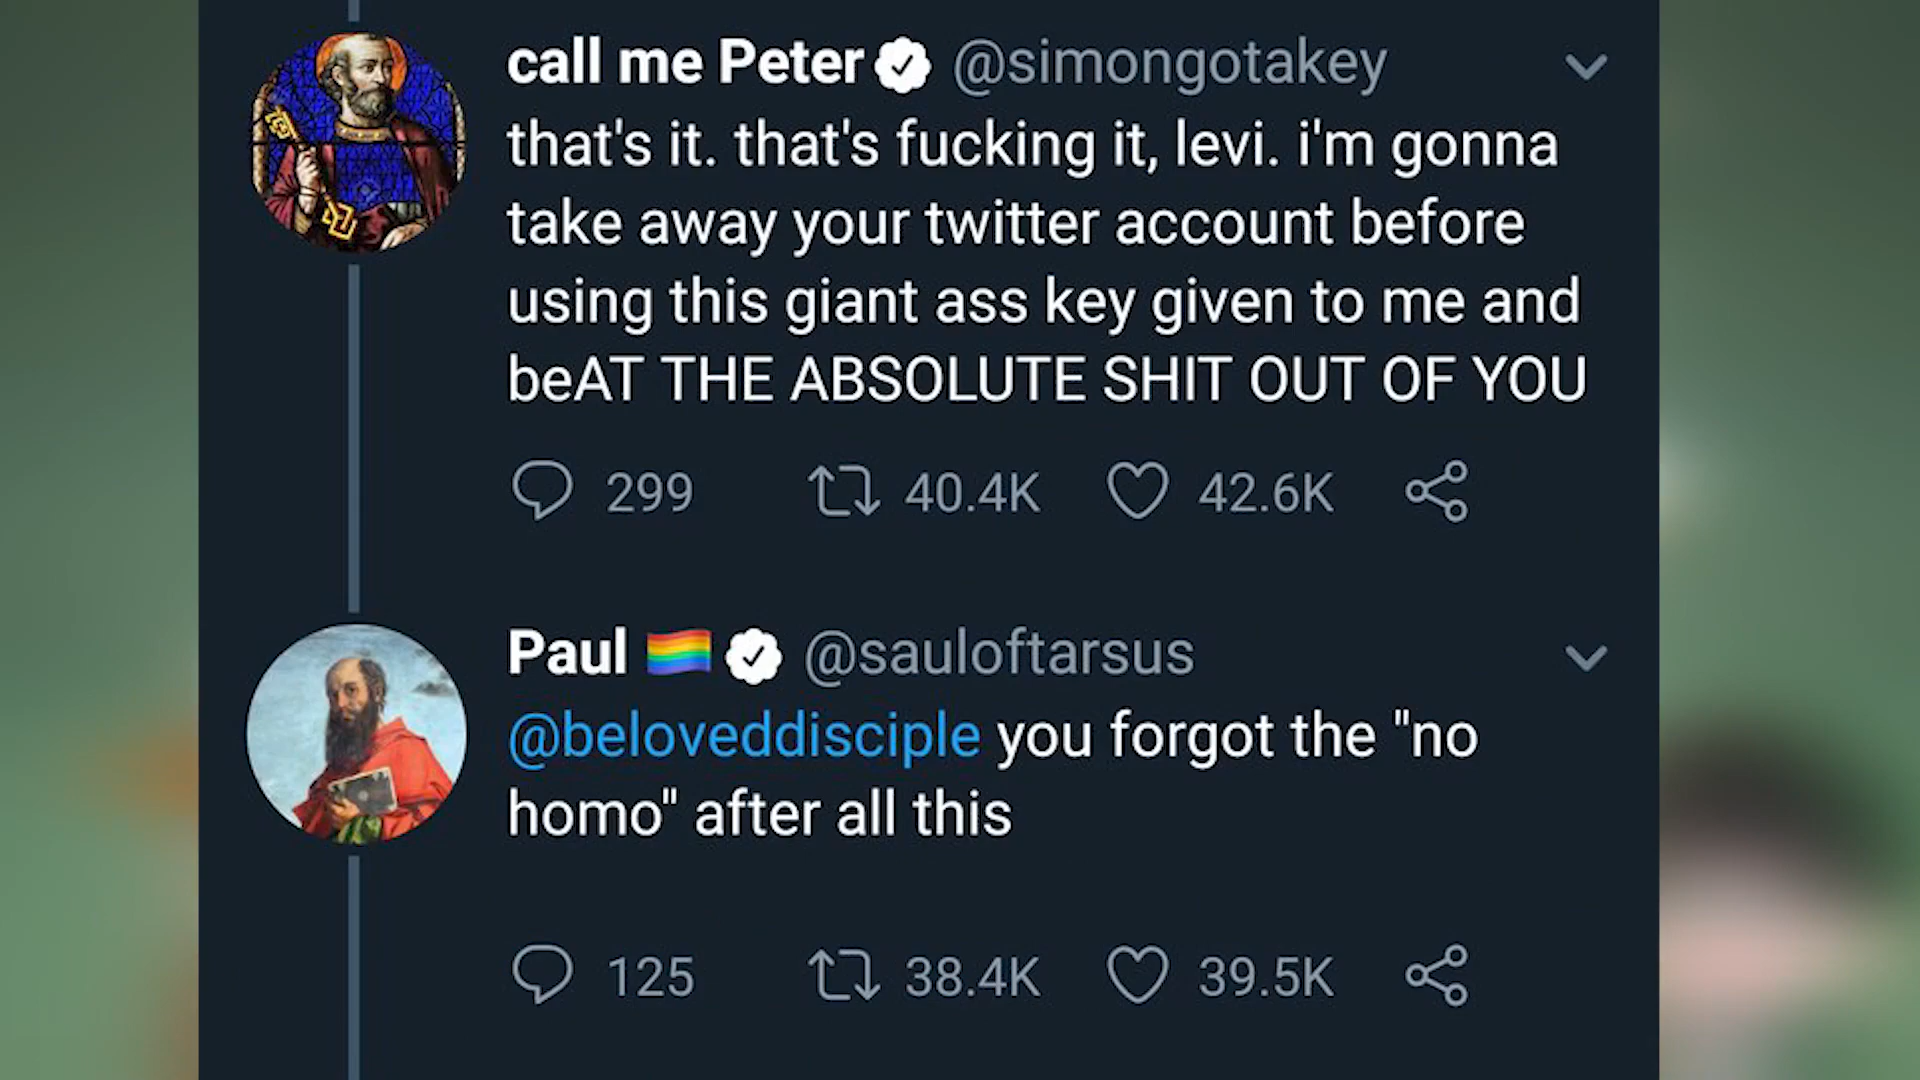 call me Peter @simongotakey
that's it. that's fucking it, levi. i'm gonna
take away your twitter account before
using this giant ass key given to me and
beAT THE ABSOLUTE SHIT OUT OF YOU
299 40.4K 42.6K
Paul 🏳️‍🌈 @sauloftarsus
@beloveddisciple you forgot the "no
homo" after all this
125 38.4K 39.5K